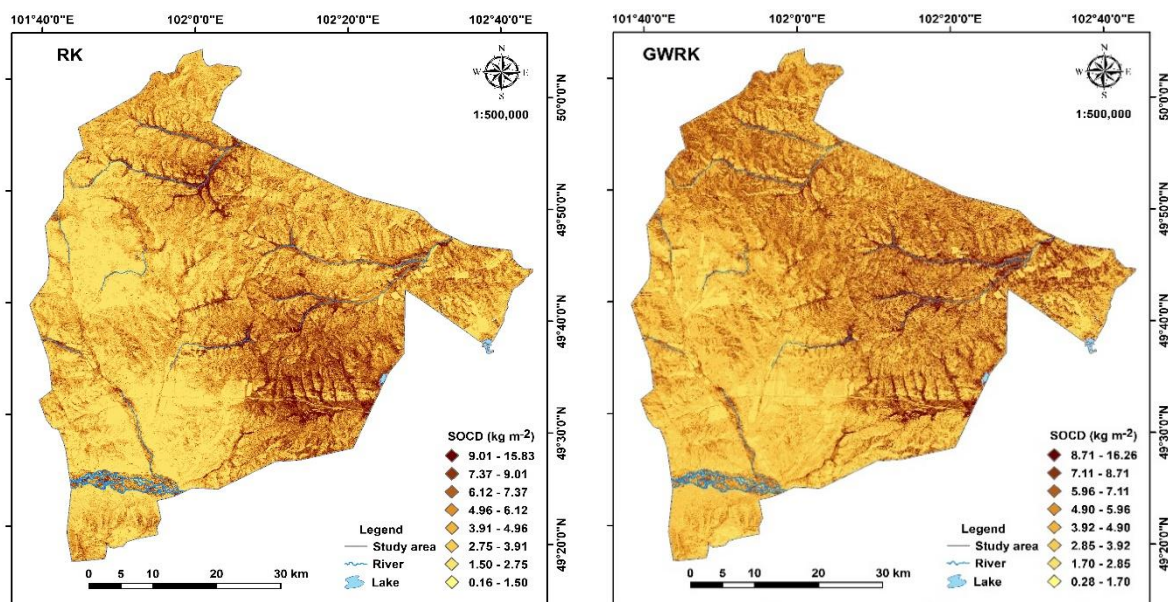 101°40'0"E 102°0'0"E 102°20'0"E 102°40'0"E
RK
N
W E
S
1:500,000
50°0'0"N
49°50'0"N
49°40'0"N
49°30'0"N
49°20'0"N
SOCD (kg m-2)
9.01 - 15.83
7.37 - 9.01
6.12 - 7.37
4.96 - 6.12
3.91 - 4.96
2.75 - 3.91
1.50 - 2.75
0.16 - 1.50
Legend
Study area
River
Lake
0 5 10 20 30 km
101°40'0"E 102°0'0"E 102°20'0"E 102°40'0"E
GWRK
N
W E
S
1:500,000
50°0'0"N
49°50'0"N
49°40'0"N
49°30'0"N
49°20'0"N
SOCD (kg m-2)
8.71 - 16.26
7.11 - 8.71
5.96 - 7.11
4.90 - 5.96
3.92 - 4.90
2.85 - 3.92
1.70 - 2.85
0.28 - 1.70
Legend
Study area
River
Lake
0 5 10 20 30 km